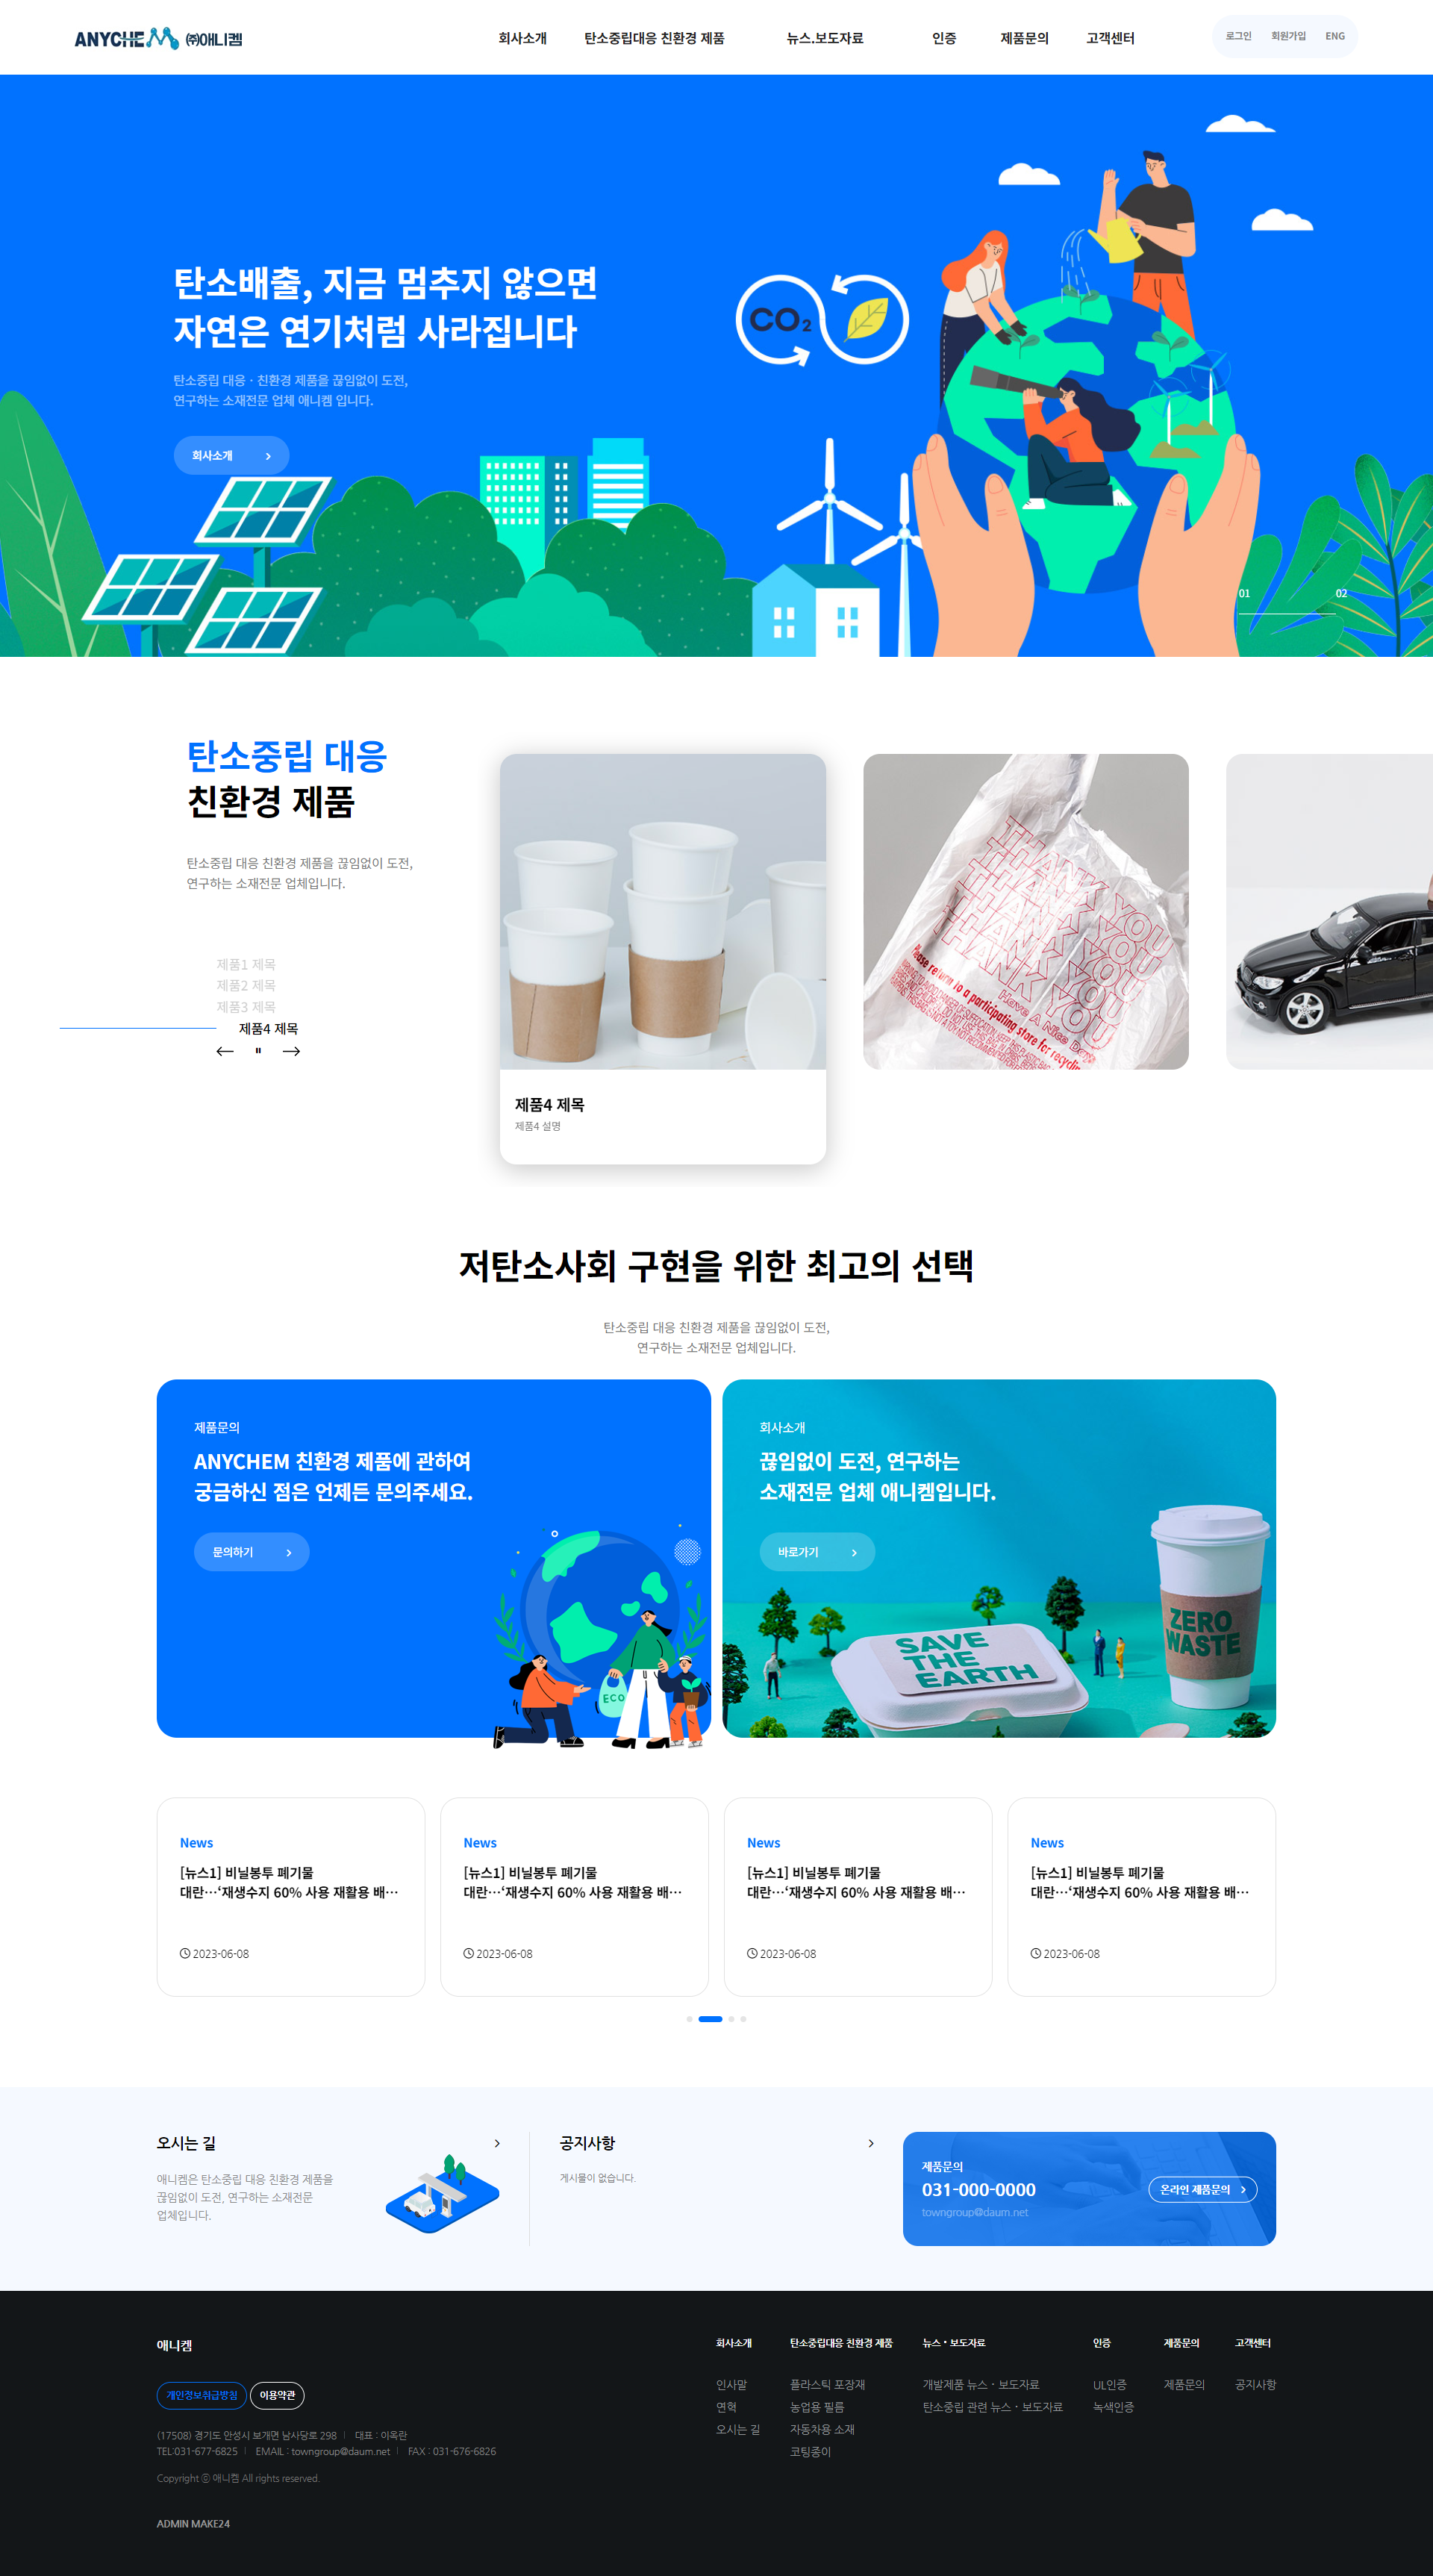 ANYCHEM ㈜애니켐
회사소개
탄소중립대응 친환경 제품
뉴스.보도자료
인증
제품문의
고객센터
로그인
회원가입
ENG
탄소배출, 지금 멈추지 않으면
자연은 연기처럼 사라집니다
탄소중립 대응 · 친환경 제품을 끊임없이 도전,
연구하는 소재전문 업체 애니켐 입니다.
회사소개
CO2
01
02
탄소중립 대응
친환경 제품
탄소중립 대응 친환경 제품을 끊임없이 도전,
연구하는 소재전문 업체입니다.
제품1 제목
제품2 제목
제품3 제목
제품4 제목
THANK YOU
THANK YOU
THANK YOU
Have A Nice Day
Please return to a participating store for recycling
제품4 제목
제품4 설명
저탄소사회 구현을 위한 최고의 선택
탄소중립 대응 친환경 제품을 끊임없이 도전,
연구하는 소재전문 업체입니다.
제품문의
ANYCHEM 친환경 제품에 관하여
궁금하신 점은 언제든 문의주세요.
문의하기
ECO
회사소개
끊임없이 도전, 연구하는
소재전문 업체 애니켐입니다.
바로가기
ZERO
WASTE
SAVE
THE
EARTH
News
[뉴스1] 비닐봉투 폐기물
대란…‘재생수지 60% 사용 재활용 배…
2023-06-08
News
[뉴스1] 비닐봉투 폐기물
대란…‘재생수지 60% 사용 재활용 배…
2023-06-08
News
[뉴스1] 비닐봉투 폐기물
대란…‘재생수지 60% 사용 재활용 배…
2023-06-08
News
[뉴스1] 비닐봉투 폐기물
대란…‘재생수지 60% 사용 재활용 배…
2023-06-08
오시는 길
애니켐은 탄소중립 대응 친환경 제품을
끊임없이 도전, 연구하는 소재전문
업체입니다.
공지사항
게시물이 없습니다.
제품문의
031-000-0000
towngroup@daum.net
온라인 제품문의
애니켐
개인정보취급방침
이용약관
(17508) 경기도 안성시 보개면 남사당로 298 | 대표 : 이옥란
TEL:031-677-6825 | EMAIL : towngroup@daum.net | FAX : 031-676-6826
Copyright ⓒ 애니켐 All rights reserved.
ADMIN MAKE24
회사소개
인사말
연혁
오시는 길
탄소중립대응 친환경 제품
플라스틱 포장재
농업용 필름
자동차용 소재
코팅종이
뉴스 · 보도자료
개발제품 뉴스 · 보도자료
탄소중립 관련 뉴스 · 보도자료
인증
UL인증
녹색인증
제품문의
제품문의
고객센터
공지사항